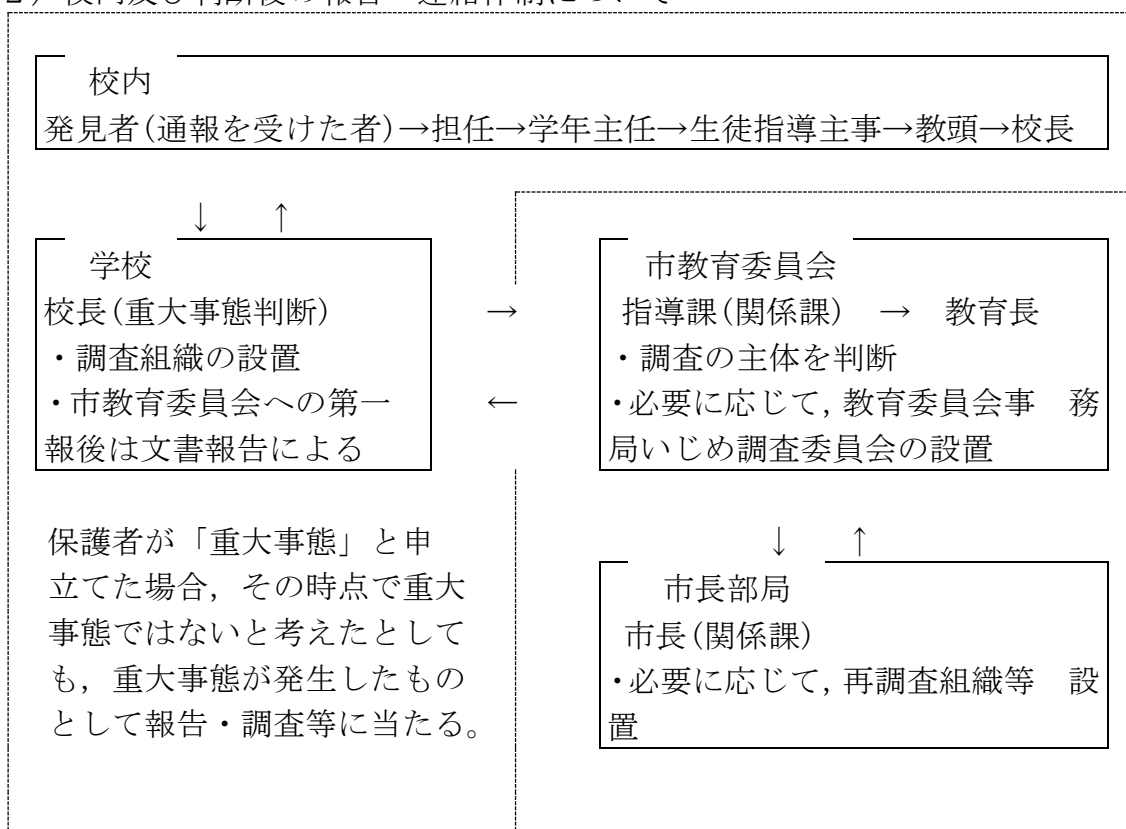 校内
発見者(通報を受けた者)→担任→学年主任→生徒指導主事→教頭→校長
↓ ↑
学校
校長(重大事態判断)
・調査組織の設置
・市教育委員会への第一
報後は文書報告による
→
←
市教育委員会
指導課(関係課) → 教育長
・調査の主体を判断
・必要に応じて,教育委員会事 務
局いじめ調査委員会の設置
保護者が「重大事態」と申
立てた場合,その時点で重大
事態ではないと考えたとして
も,重大事態が発生したもの
として報告・調査等に当たる。
↓ ↑
市長部局
市長(関係課)
・必要に応じて,再調査組織等 設
置